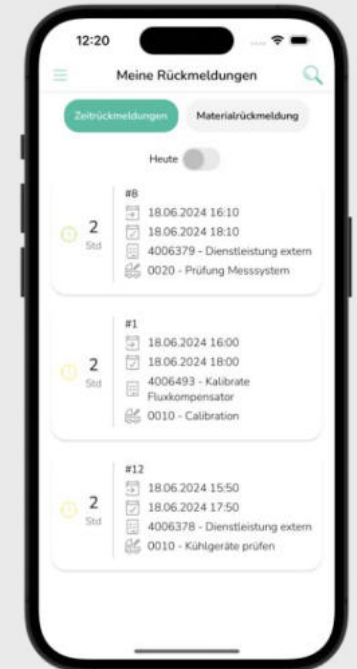 12:20
Meine Rückmeldungen
Zeitrückmeldungen
Materialrückmeldung
Heute
#8
2
Std
18.06.2024 16:10
18.06.2024 18:10
4006379 - Dienstleistung extern
0020 - Prüfung Messsystem
#1
2
Std
18.06.2024 16:00
18.06.2024 18:00
4006493 - Kalibrate
Fluxkompensator
0010 - Calibration
#12
2
Std
18.06.2024 15:50
18.06.2024 17:50
4006378 - Dienstleistung extern
0010 - Kühlgeräte prüfen